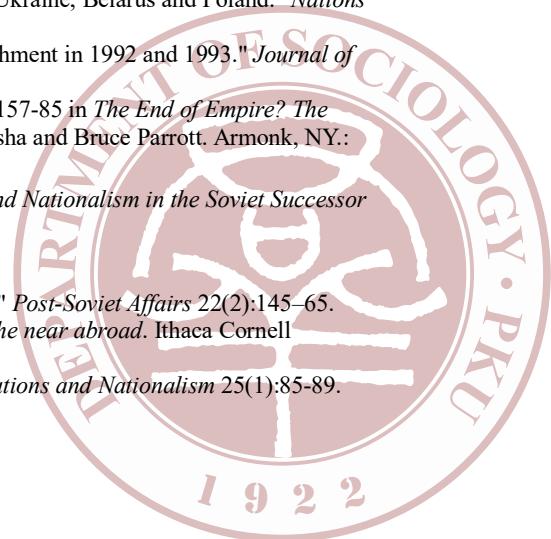 Ukraine, Belarus and Poland." Nations
hment in 1992 and 1993." Journal of
157-85 in The End of Empire? The
sha and Bruce Parrott. Armonk, NY.:
nd Nationalism in the Soviet Successor
" Post-Soviet Affairs 22(2):145–65.
he near abroad. Ithaca Cornell
ations and Nationalism 25(1):85-89.
DEPARTMENT OF SOCIOLOGY · PKU
1922